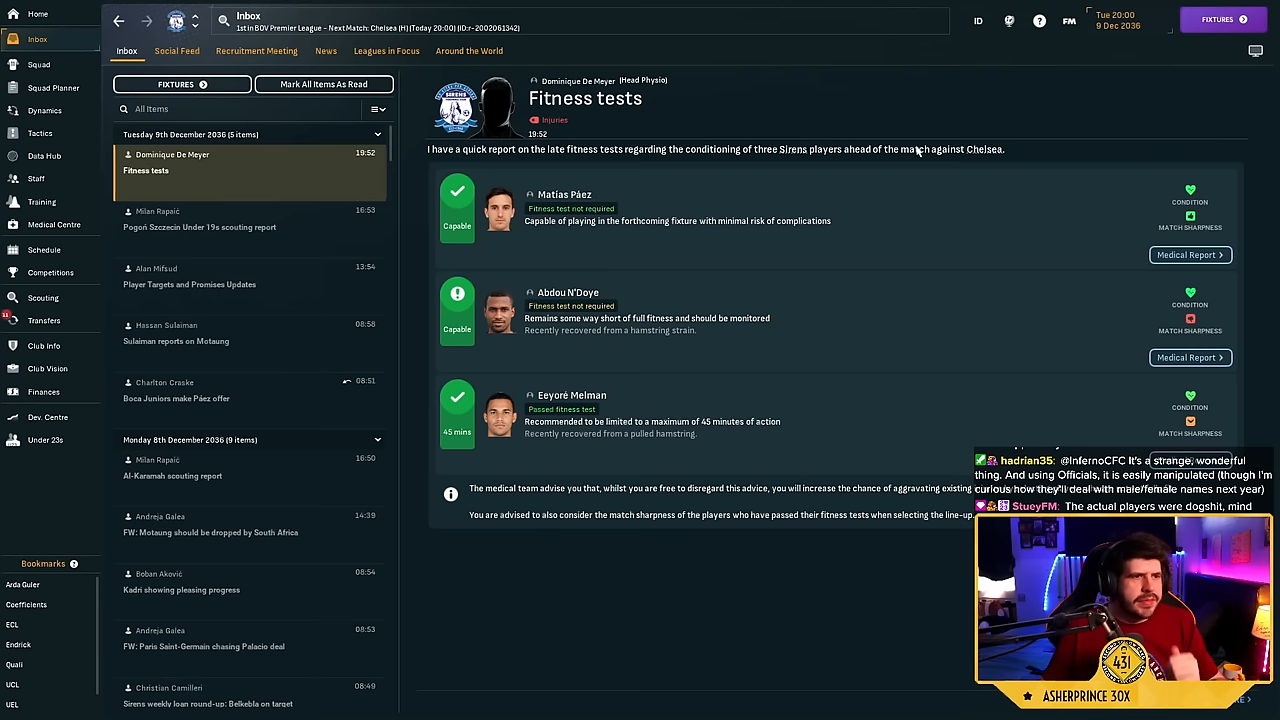 Home
Inbox
Squad
Squad Planner
Dynamics
Tactics
Data Hub
Staff
Training
Medical Centre
Schedule
Competitions
Scouting
11
Transfers
Club Info
Club Vision
Finances
Dev. Centre
Under 23s
Bookmarks ?
Arda Guler
Coefficients
ECL
Endrick
Quali
UCL
UEL
Inbox
1st in BOV Premier League - Next Match: Chelsea (H) (Today 20:00) (ID:r-2002061342)
ID
?
FM
Tue 20:00
9 Dec 2036
FIXTURES
Inbox
Social Feed
Recruitment Meeting
News
Leagues in Focus
Around the World
FIXTURES
Mark All Items As Read
All Items
Tuesday 9th December 2036 (5 items)
Dominique De Meyer 19:52
Fitness tests
Milan Rapaić 16:53
Pogoń Szczecin Under 19s scouting report
Alan Mifsud 13:54
Player Targets and Promises Updates
Hassan Sulaiman 08:58
Sulaiman reports on Motaung
Charlton Craske 08:51
Boca Juniors make Páez offer
Monday 8th December 2036 (9 items)
Milan Rapaić 16:50
Al-Karamah scouting report
Andreja Galea 14:39
FW: Motaung should be dropped by South Africa
Boban Aković 08:54
Kadri showing pleasing progress
Andreja Galea 08:53
FW: Paris Saint-Germain chasing Palacio deal
Christian Camilleri 08:49
Sirens weekly loan round-up: Belkebla on target
SIRENS
Dominique De Meyer (Head Physio)
Fitness tests
Injuries
19:52
I have a quick report on the late fitness tests regarding the conditioning of three Sirens players ahead of the match against Chelsea.
Capable
Matías Páez
Fitness test not required
Capable of playing in the forthcoming fixture with minimal risk of complications
CONDITION
MATCH SHARPNESS
Medical Report
Capable
Abdou N'Doye
Fitness test not required
Remains some way short of full fitness and should be monitored
Recently recovered from a hamstring strain.
CONDITION
MATCH SHARPNESS
Medical Report
45 mins
Eeyoré Melman
Passed fitness test
Recommended to be limited to a maximum of 45 minutes of action
Recently recovered from a pulled hamstring.
CONDITION
MATCH SHARPNESS
The medical team advise you that, whilst you are free to disregard this advice, you will increase the chance of aggravating existing
You are advised to also consider the match sharpness of the players who have passed their fitness tests when selecting the line-up.
hadrian35: @InfernoCFC It's a strange, wonderful
thing. And using Officials, it is easily manipulated (though I'm
curious how they'll deal with male/female names next year)
StueyFM: The actual players were dogshit, mind
431
ASHERPRINCE 30X